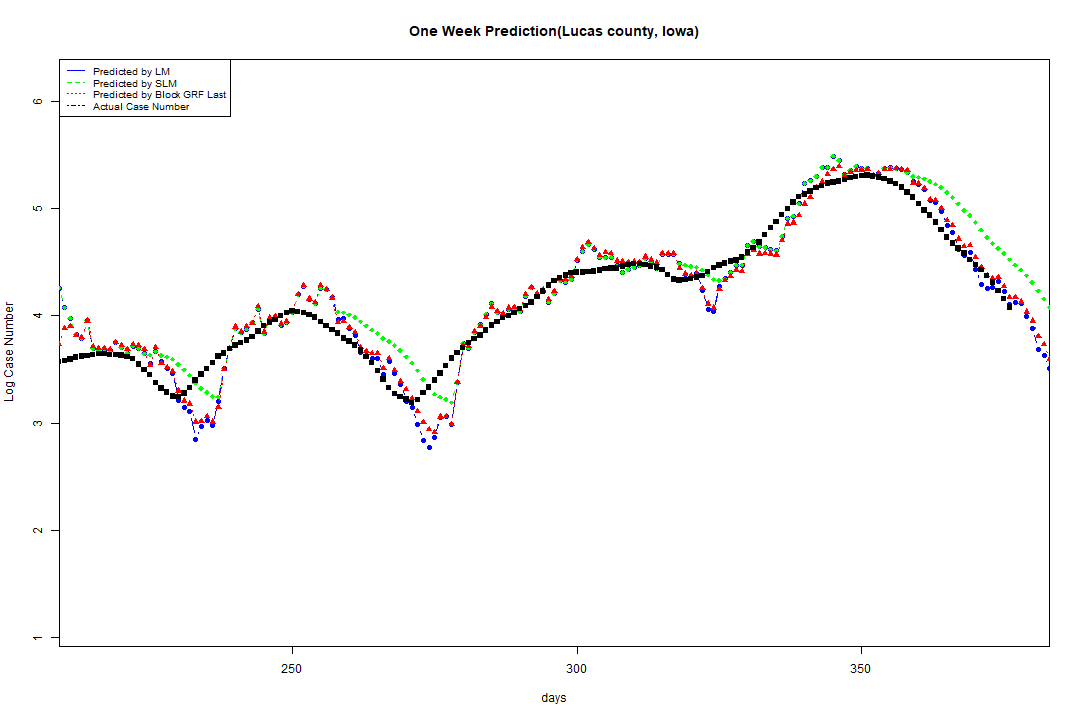 One Week Prediction(Lucas county, Iowa)
Predicted by LM
Predicted by SLM
Predicted by Block GRF Last
Actual Case Number
6
5
4
3
2
1
Log Case Number
250
300
350
days